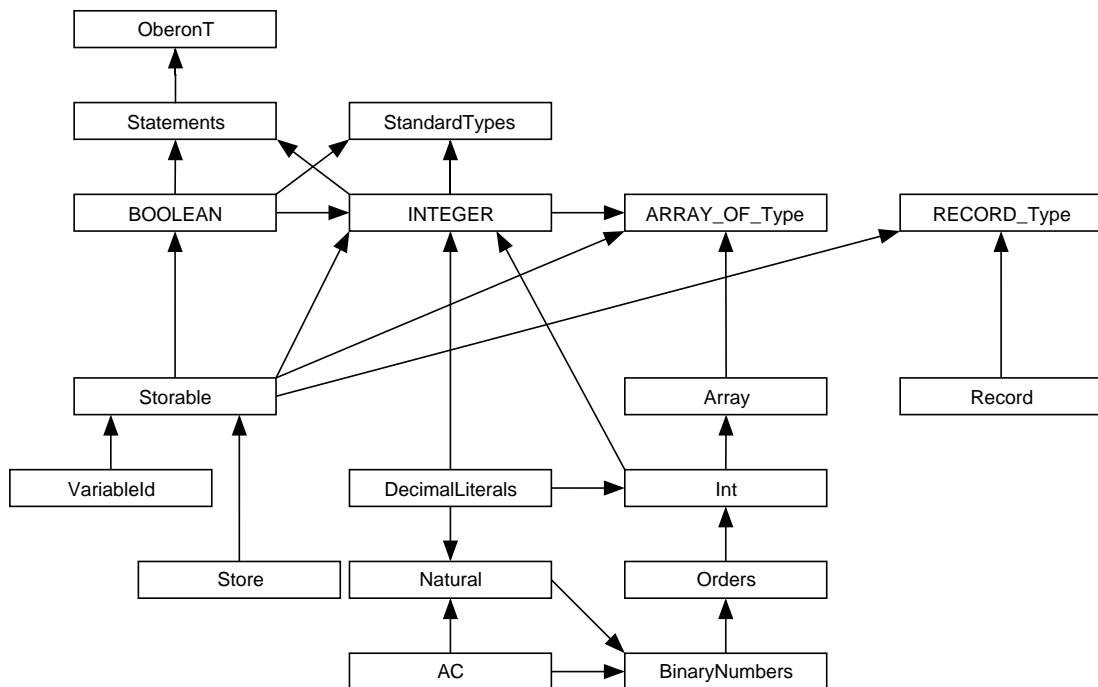 OberonT
Statements
StandardTypes
BOOLEAN
INTEGER
ARRAY_OF_Type
RECORD_Type
Storable
Array
Record
VariableId
DecimalLiterals
Int
Store
Natural
Orders
AC
BinaryNumbers